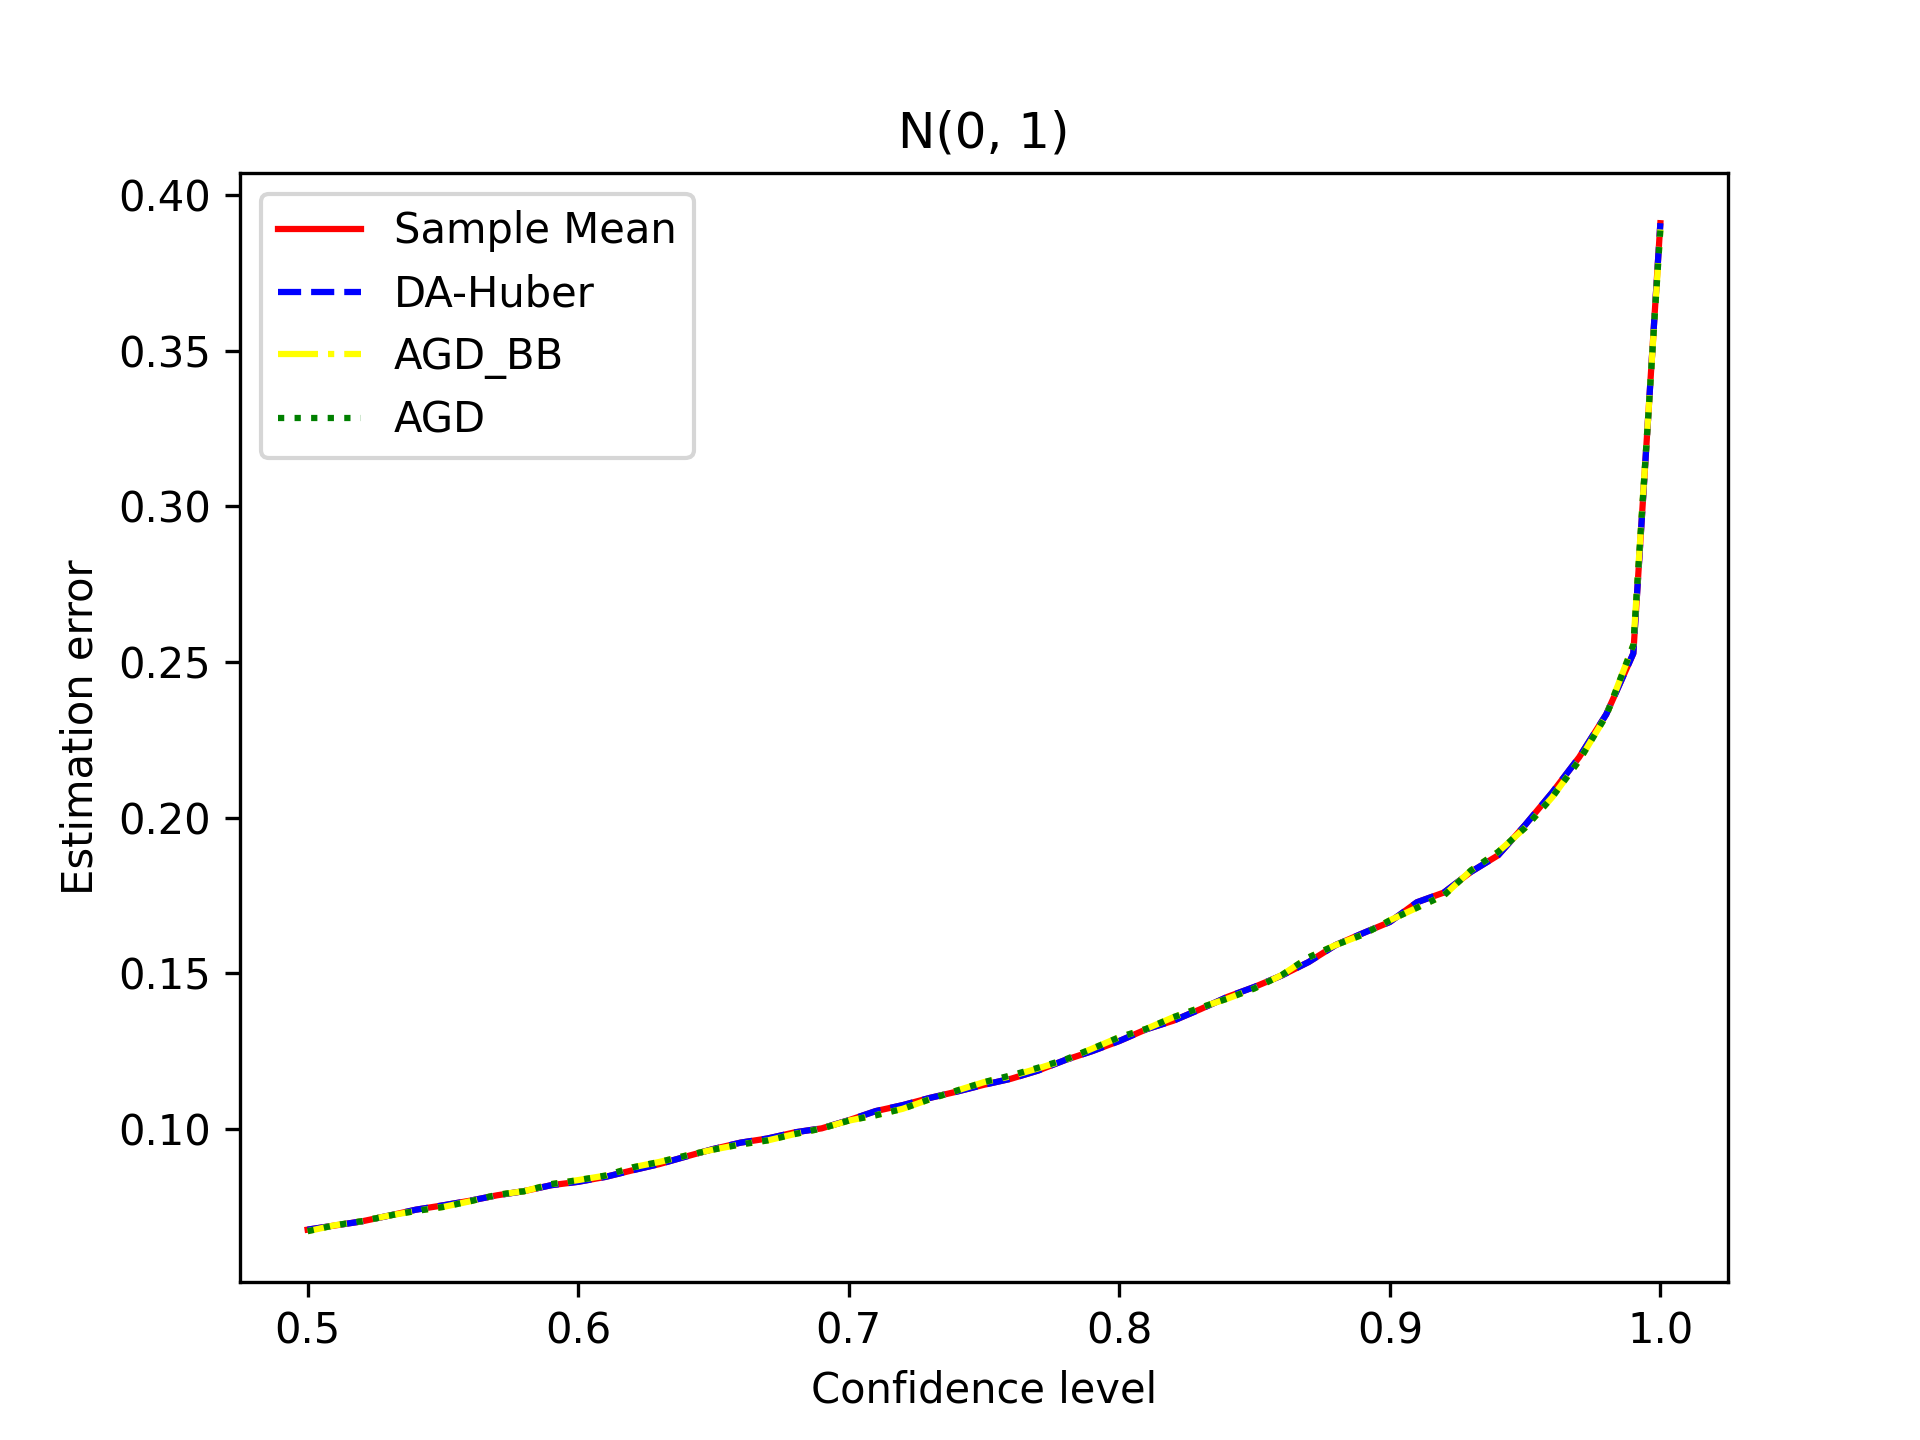 N(0, 1)
Sample Mean
DA-Huber
AGD_BB
AGD
0.40
0.35
0.30
0.25
0.20
0.15
0.10
Estimation error
0.5 0.6 0.7 0.8 0.9 1.0
Confidence level